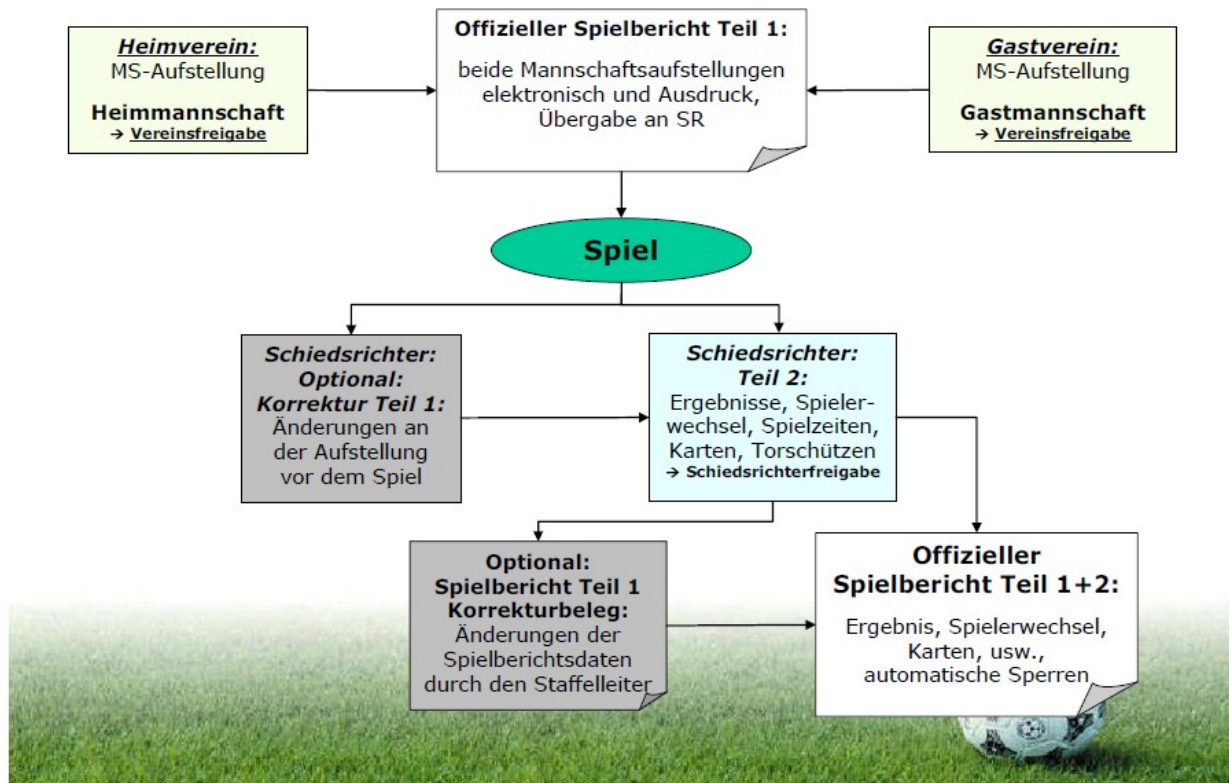 Heimverein:
MS-Aufstellung
Heimmannschaft
→ Vereinsfreigabe
Offizieller Spielbericht Teil 1:
beide Mannschaftsaufstellungen
elektronisch und Ausdruck,
Übergabe an SR
Gastverein:
MS-Aufstellung
Gastmannschaft
→ Vereinsfreigabe
Spiel
Schiedsrichter:
Optional:
Korrektur Teil 1:
Änderungen an
der Aufstellung
vor dem Spiel
Schiedsrichter:
Teil 2:
Ergebnisse, Spieler-
wechsel, Spielzeiten,
Karten, Torschützen
→ Schiedsrichterfreigabe
Optional:
Spielbericht Teil 1
Korrekturbeleg:
Änderungen der
Spielberichtsdaten
durch den Staffelleiter
Offizieller
Spielbericht Teil 1+2:
Ergebnis, Spielerwechsel,
Karten, usw.,
automatische Sperren